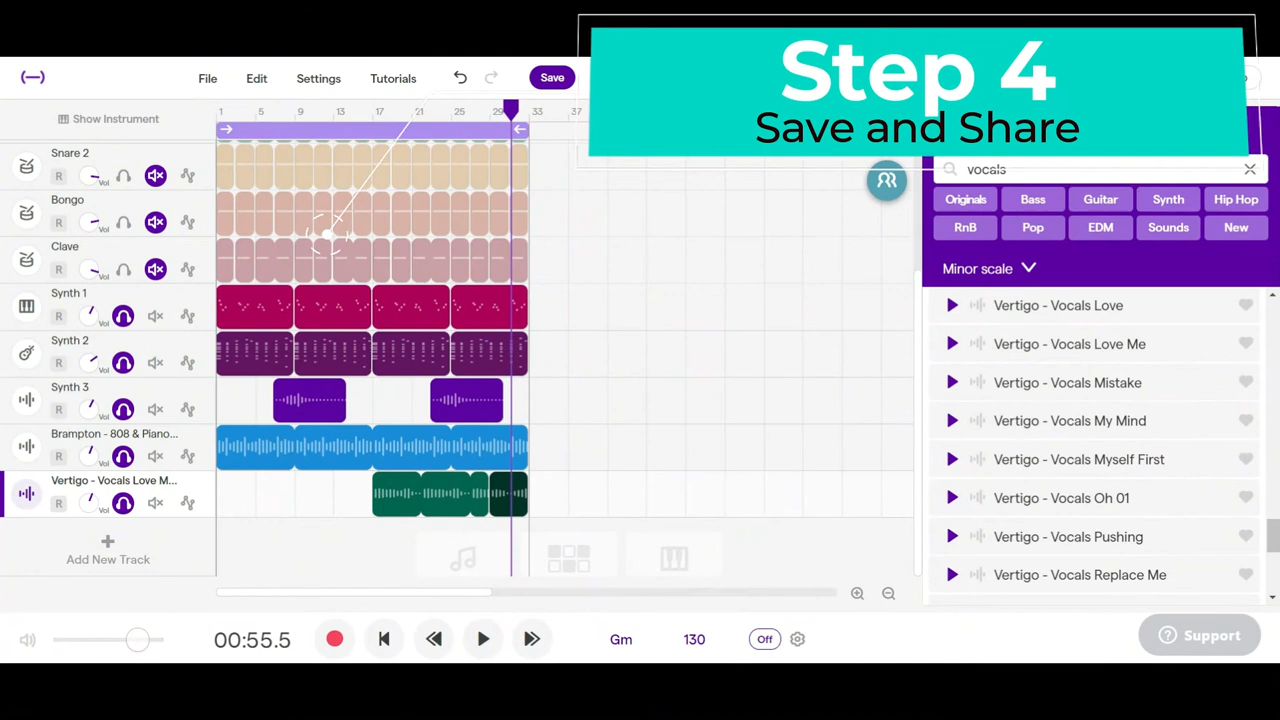 Step 4
Save and Share
File
Edit
Settings
Tutorials
Save
Show Instrument
1
5
9
13
17
21
25
29
33
37
vocals
Originals
Bass
Guitar
Synth
Hip Hop
RnB
Pop
EDM
Sounds
New
Minor scale
Snare 2
R
Vol
Bongo
R
Vol
Clave
R
Vol
Synth 1
R
Vol
Synth 2
R
Vol
Synth 3
R
Vol
Brampton - 808 & Piano...
R
Vol
Vertigo - Vocals Love M...
R
Vol
Add New Track
Vertigo - Vocals Love
Vertigo - Vocals Love Me
Vertigo - Vocals Mistake
Vertigo - Vocals My Mind
Vertigo - Vocals Myself First
Vertigo - Vocals Oh 01
Vertigo - Vocals Pushing
Vertigo - Vocals Replace Me
00:55.5
Gm
130
Off
Support